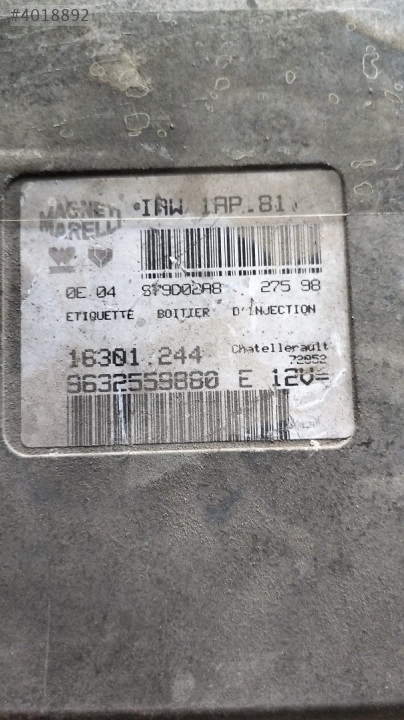 #4018892
MAGNETI
MARELLI
IAW 1AP.81
0E.04 S79D02A8 275 98
ETIQUETTE BOITIER D'INJECTION
16301.244 Chatellerault
72852
9632559880 E 12V=